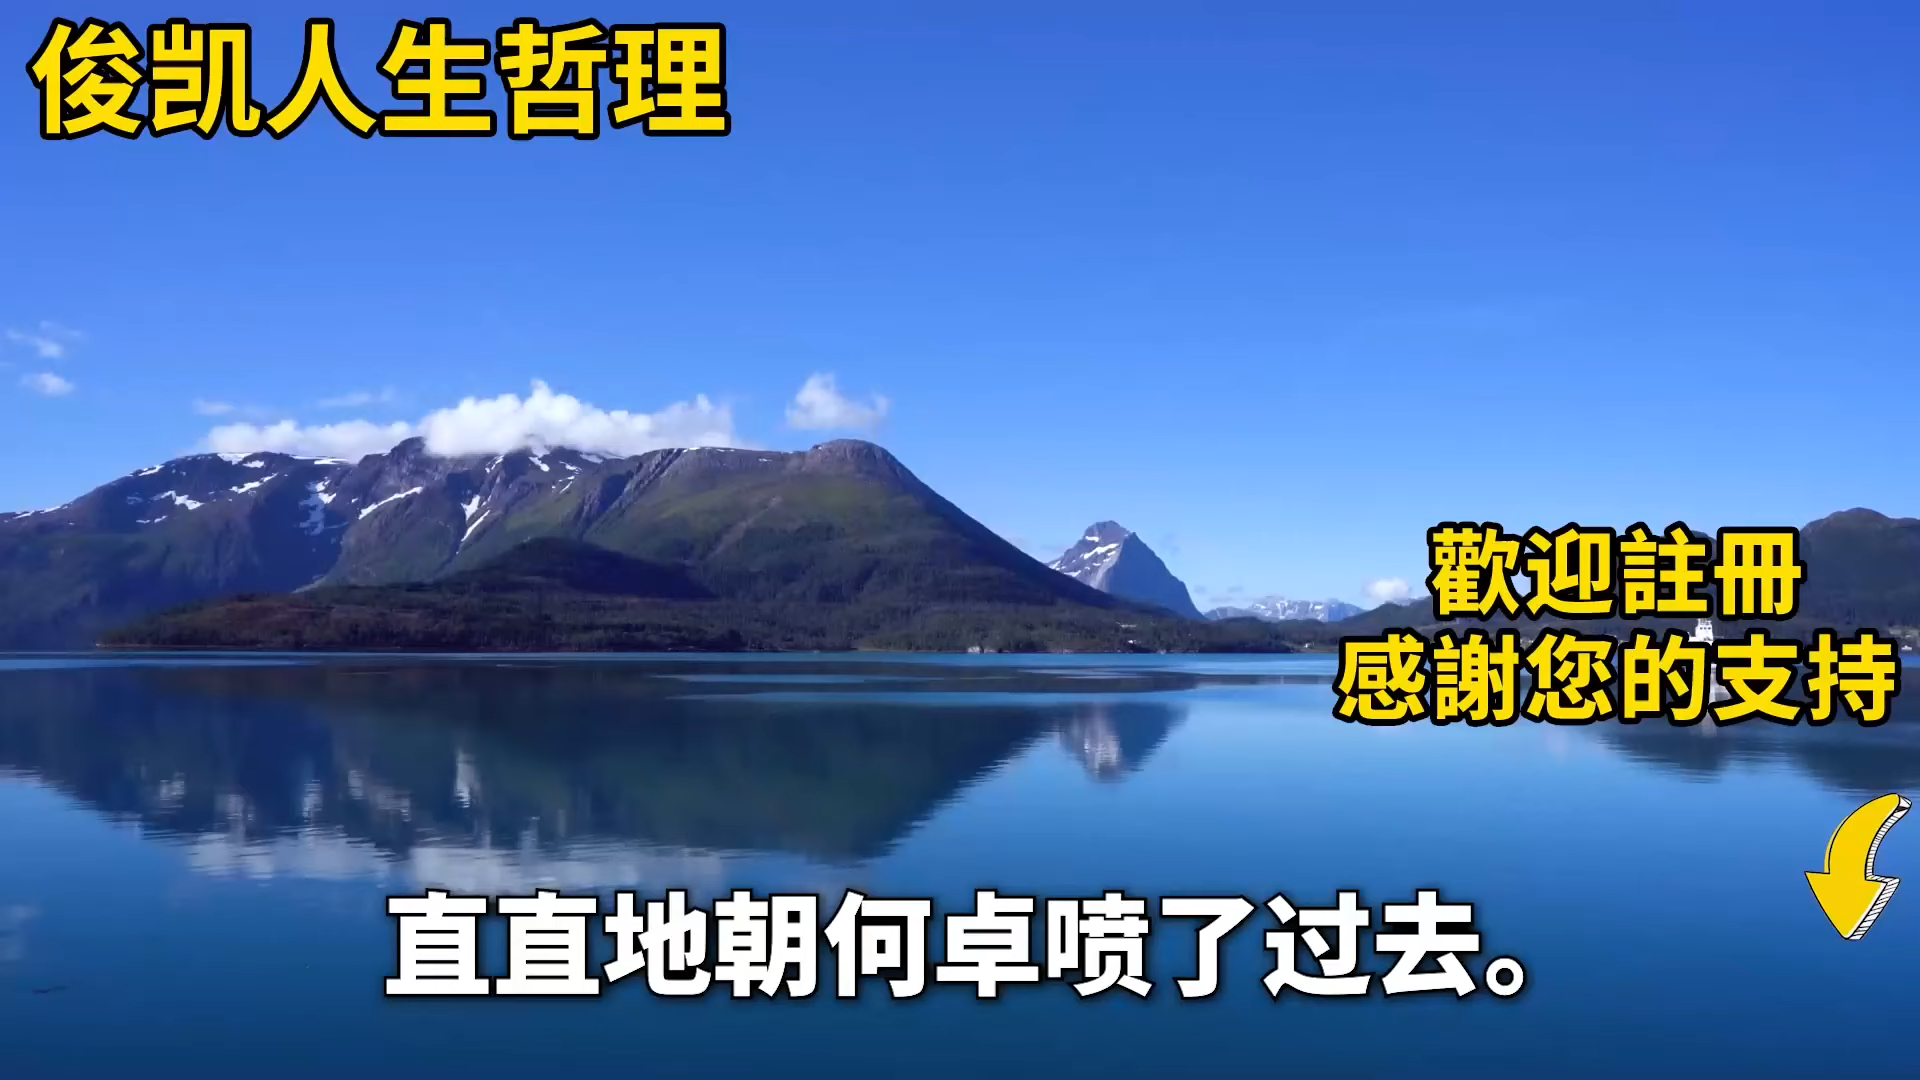 俊凯人生哲理
歡迎註冊
感謝您的支持
直直地朝何卓喷了过去。